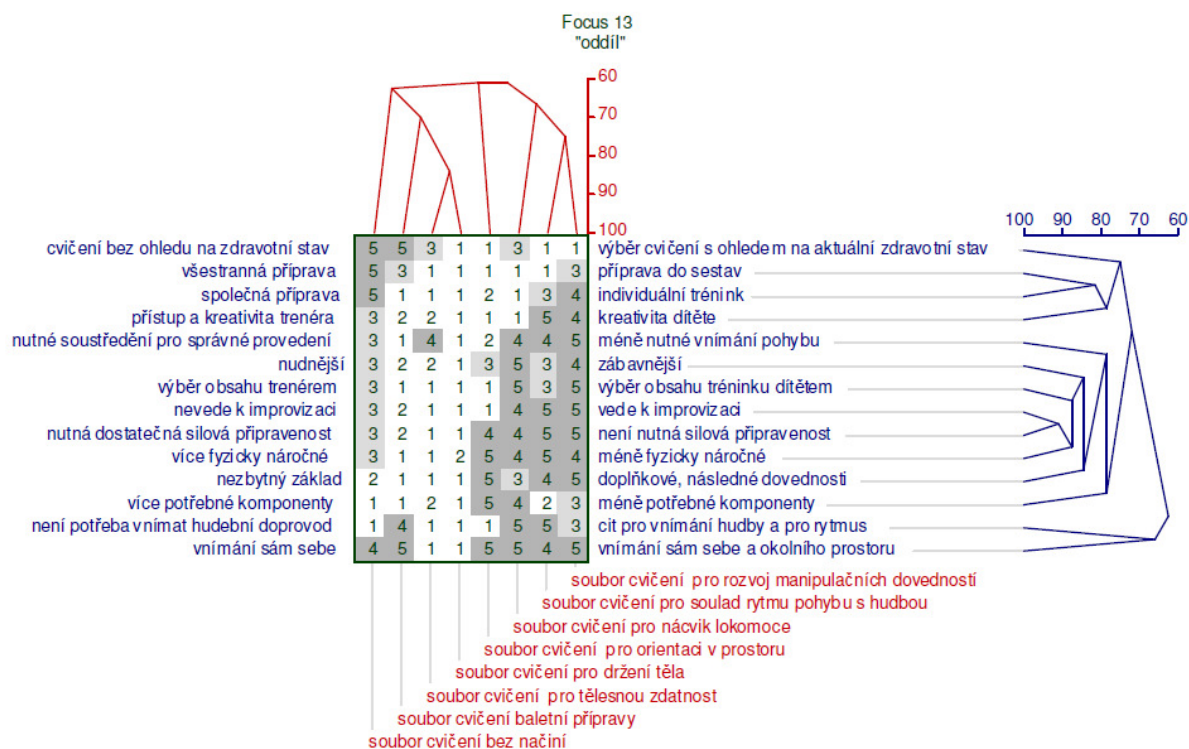 Focus 13
"oddíl"
60
70
80
90
100
100 90 80 70 60
cvičení bez ohledu na zdravotní stav 5 5 3 1 1 3 1 1 výběr cvičení s ohledem na aktuální zdravotní stav
všestranná příprava 5 3 1 1 1 1 1 3 příprava do sestav
společná příprava 5 1 1 1 2 1 3 4 individuální trénink
přístup a kreativita trenéra 3 2 2 1 1 1 5 4 kreativita dítěte
nutné soustředění pro správné provedení 3 1 4 1 2 4 4 5 méně nutné vnímání pohybu
nudnější 3 2 2 1 3 5 3 4 zábavnější
výběr obsahu trenérem 3 1 1 1 1 5 3 5 výběr obsahu tréninku dítětem
nevede k improvizaci 3 2 1 1 1 4 5 5 vede k improvizaci
nutná dostatečná silová připravenost 3 2 1 1 4 4 5 5 není nutná silová připravenost
více fyzicky náročné 3 1 1 2 5 4 5 4 méně fyzicky náročné
nezbytný základ 2 1 1 1 5 3 4 5 doplňkové, následné dovednosti
více potřebné komponenty 1 1 2 1 5 4 2 3 méně potřebné komponenty
není potřeba vnímat hudební doprovod 1 4 1 1 1 5 5 3 cit pro vnímání hudby a pro rytmus
vnímání sám sebe 4 5 1 1 5 5 4 5 vnímání sám sebe a okolního prostoru
soubor cvičení pro rozvoj manipulačních dovedností
soubor cvičení pro soulad rytmu pohybu s hudbou
soubor cvičení pro nácvik lokomoce
soubor cvičení pro orientaci v prostoru
soubor cvičení pro držení těla
soubor cvičení pro tělesnou zdatnost
soubor cvičení baletní přípravy
soubor cvičení bez načiní